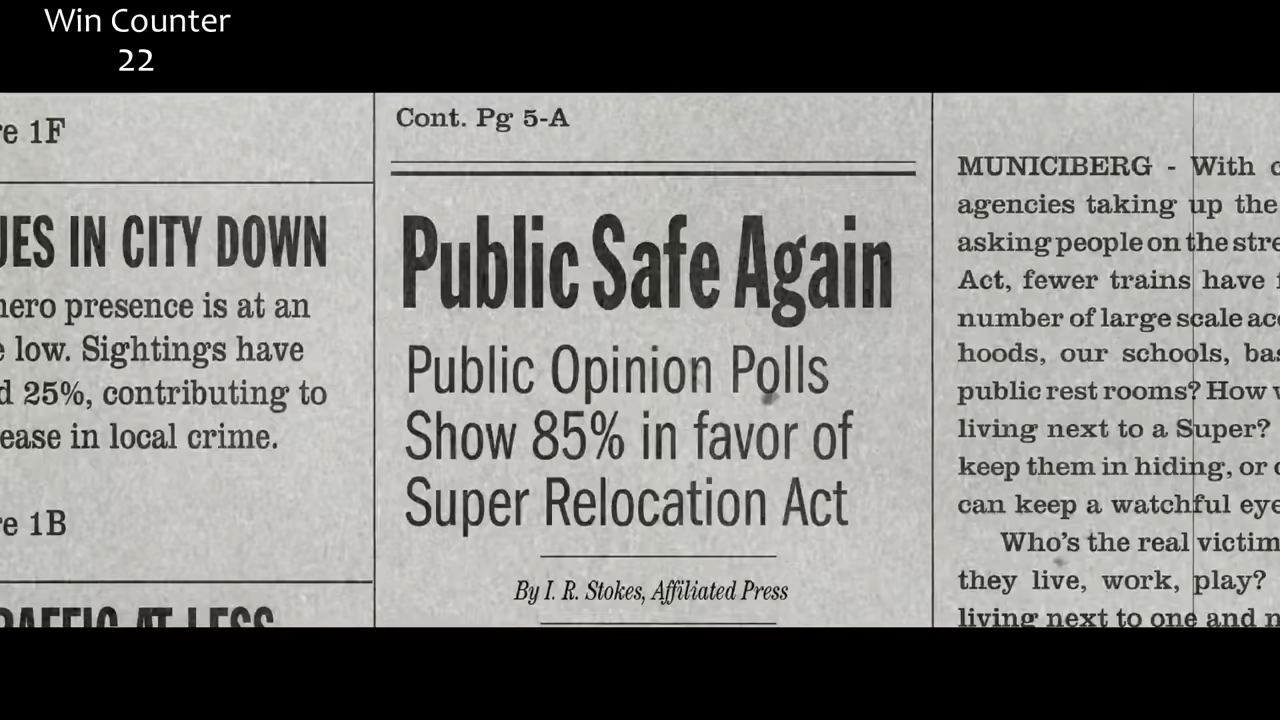 Win Counter
22
re 1F
UES IN CITY DOWN
hero presence is at an
e low. Sightings have
d 25%, contributing to
ease in local crime.
re 1B
RAFFIC AT LESS
Cont. Pg 5-A
Public Safe Again
Public Opinion Polls
Show 85% in favor of
Super Relocation Act
By I. R. Stokes, Affiliated Press
MUNICIBERG - With
agencies taking up the
asking people on the stre
Act, fewer trains have
number of large scale acc
hoods, our schools, bas
public rest rooms? How
living next to a Super?
keep them in hiding, or
can keep a watchful eye
Who's the real victim
they live, work, play?
living next to one and